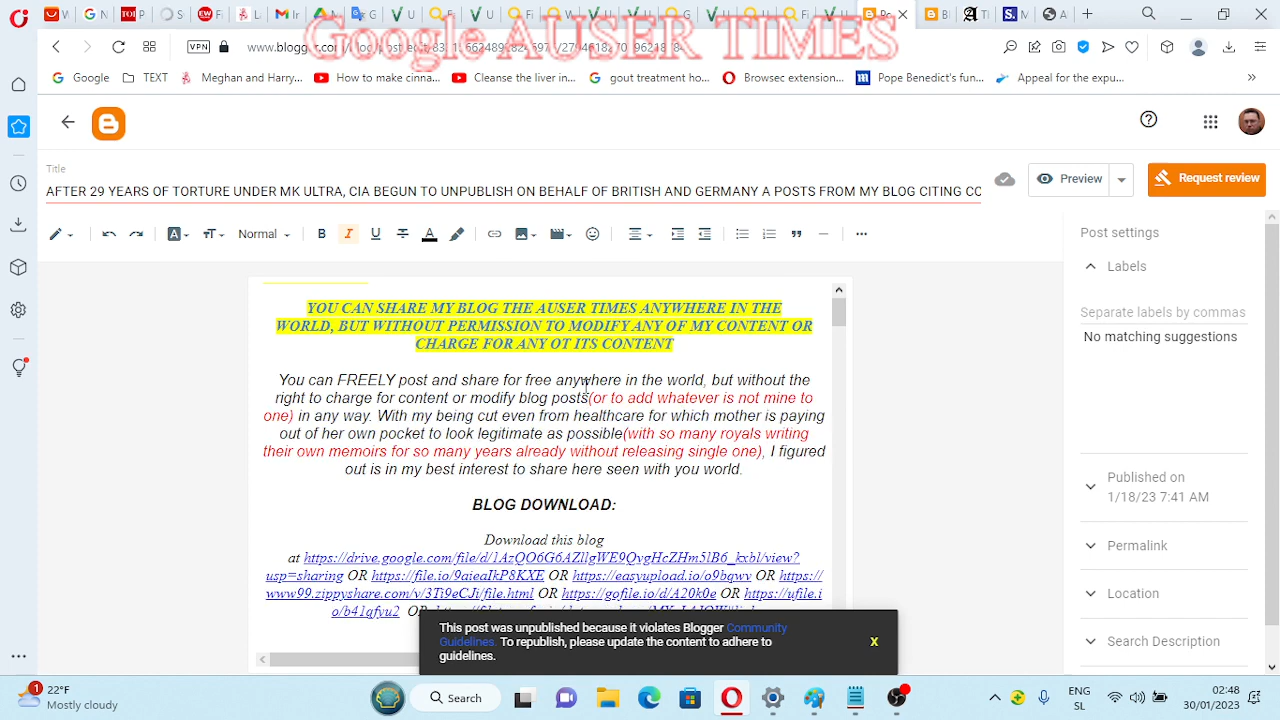 Google AUSER TIMES
VPN
Google
TEXT
Meghan and Harry...
How to make cinna...
Cleanse the liver in...
gout treatment ho...
Browsec extension...
Pope Benedict's fun...
Appeal for the expu...
Title
AFTER 29 YEARS OF TORTURE UNDER MK ULTRA, CIA BEGUN TO UNPUBLISH ON BEHALF OF BRITISH AND GERMANY A POSTS FROM MY BLOG CITING CO
Preview
Request review
Normal
Post settings
Labels
Separate labels by commas
No matching suggestions
Published on
1/18/23 7:41 AM
Permalink
Location
Search Description
YOU CAN SHARE MY BLOG THE AUSER TIMES ANYWHERE IN THE
WORLD, BUT WITHOUT PERMISSION TO MODIFY ANY OF MY CONTENT OR
CHARGE FOR ANY OT ITS CONTENT
You can FREELY post and share for free anywhere in the world, but without the
right to charge for content or modify blog posts(or to add whatever is not mine to
one) in any way. With my being cut even from healthcare for which mother is paying
out of her own pocket to look legitimate as possible(with so many royals writing
their own memoirs for so many years already without releasing single one), I figured
out is in my best interest to share here seen with you world.
BLOG DOWNLOAD:
Download this blog
at https://drive.google.com/file/d/1AzQO6G6AZllgWE9QvgHcZHm5lB6_kxbl/view?
usp=sharing OR https://file.io/9aieaIkP8KXE OR https://easyupload.io/o9bqwv OR https://
www99.zippyshare.com/v/3Ti9eCJi/file.html OR https://gofile.io/d/A20k0e OR https://ufile.i
o/b41qfyu2 OR
This post was unpublished because it violates Blogger Community
Guidelines. To republish, please update the content to adhere to
guidelines.
X
1
22°F
Mostly cloudy
Search
ENG
SL
02:48
30/01/2023